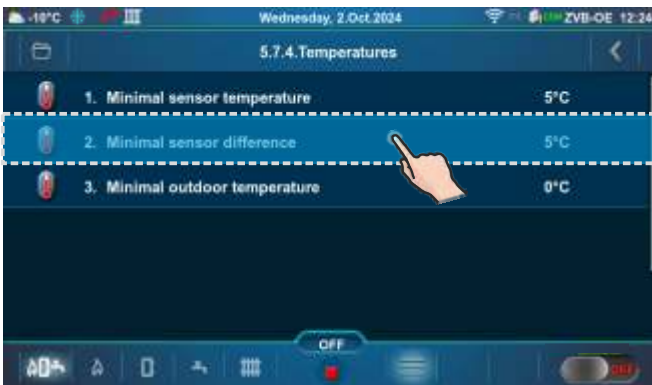 -10°C Wednesday, 2.Oct.2024 ZVB-OE 12:24
5.7.4.Temperatures
1. Minimal sensor temperature 5°C
2. Minimal sensor difference 5°C
3. Minimal outdoor temperature 0°C
OFF
OFF